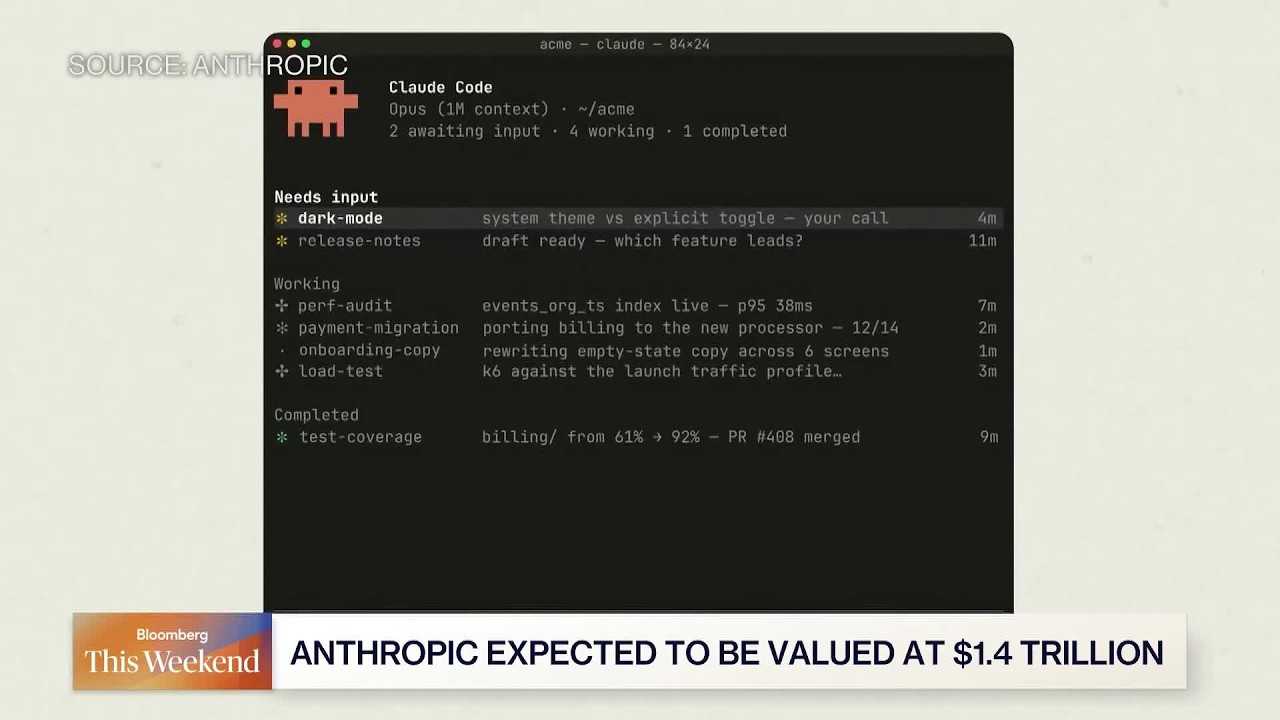 acme — claude — 84×24
SOURCE: ANTHROPIC
Claude Code
Opus (1M context) · ~/acme
2 awaiting input · 4 working · 1 completed
Needs input
✻ dark-mode system theme vs explicit toggle — your call 4m
✻ release-notes draft ready — which feature leads? 11m
Working
✢ perf-audit events_org_ts index live — p95 38ms 7m
✻ payment-migration porting billing to the new processor — 12/14 2m
· onboarding-copy rewriting empty-state copy across 6 screens 1m
✢ load-test k6 against the launch traffic profile… 3m
Completed
✻ test-coverage billing/ from 61% → 92% — PR #408 merged 9m
Bloomberg
This Weekend
ANTHROPIC EXPECTED TO BE VALUED AT $1.4 TRILLION